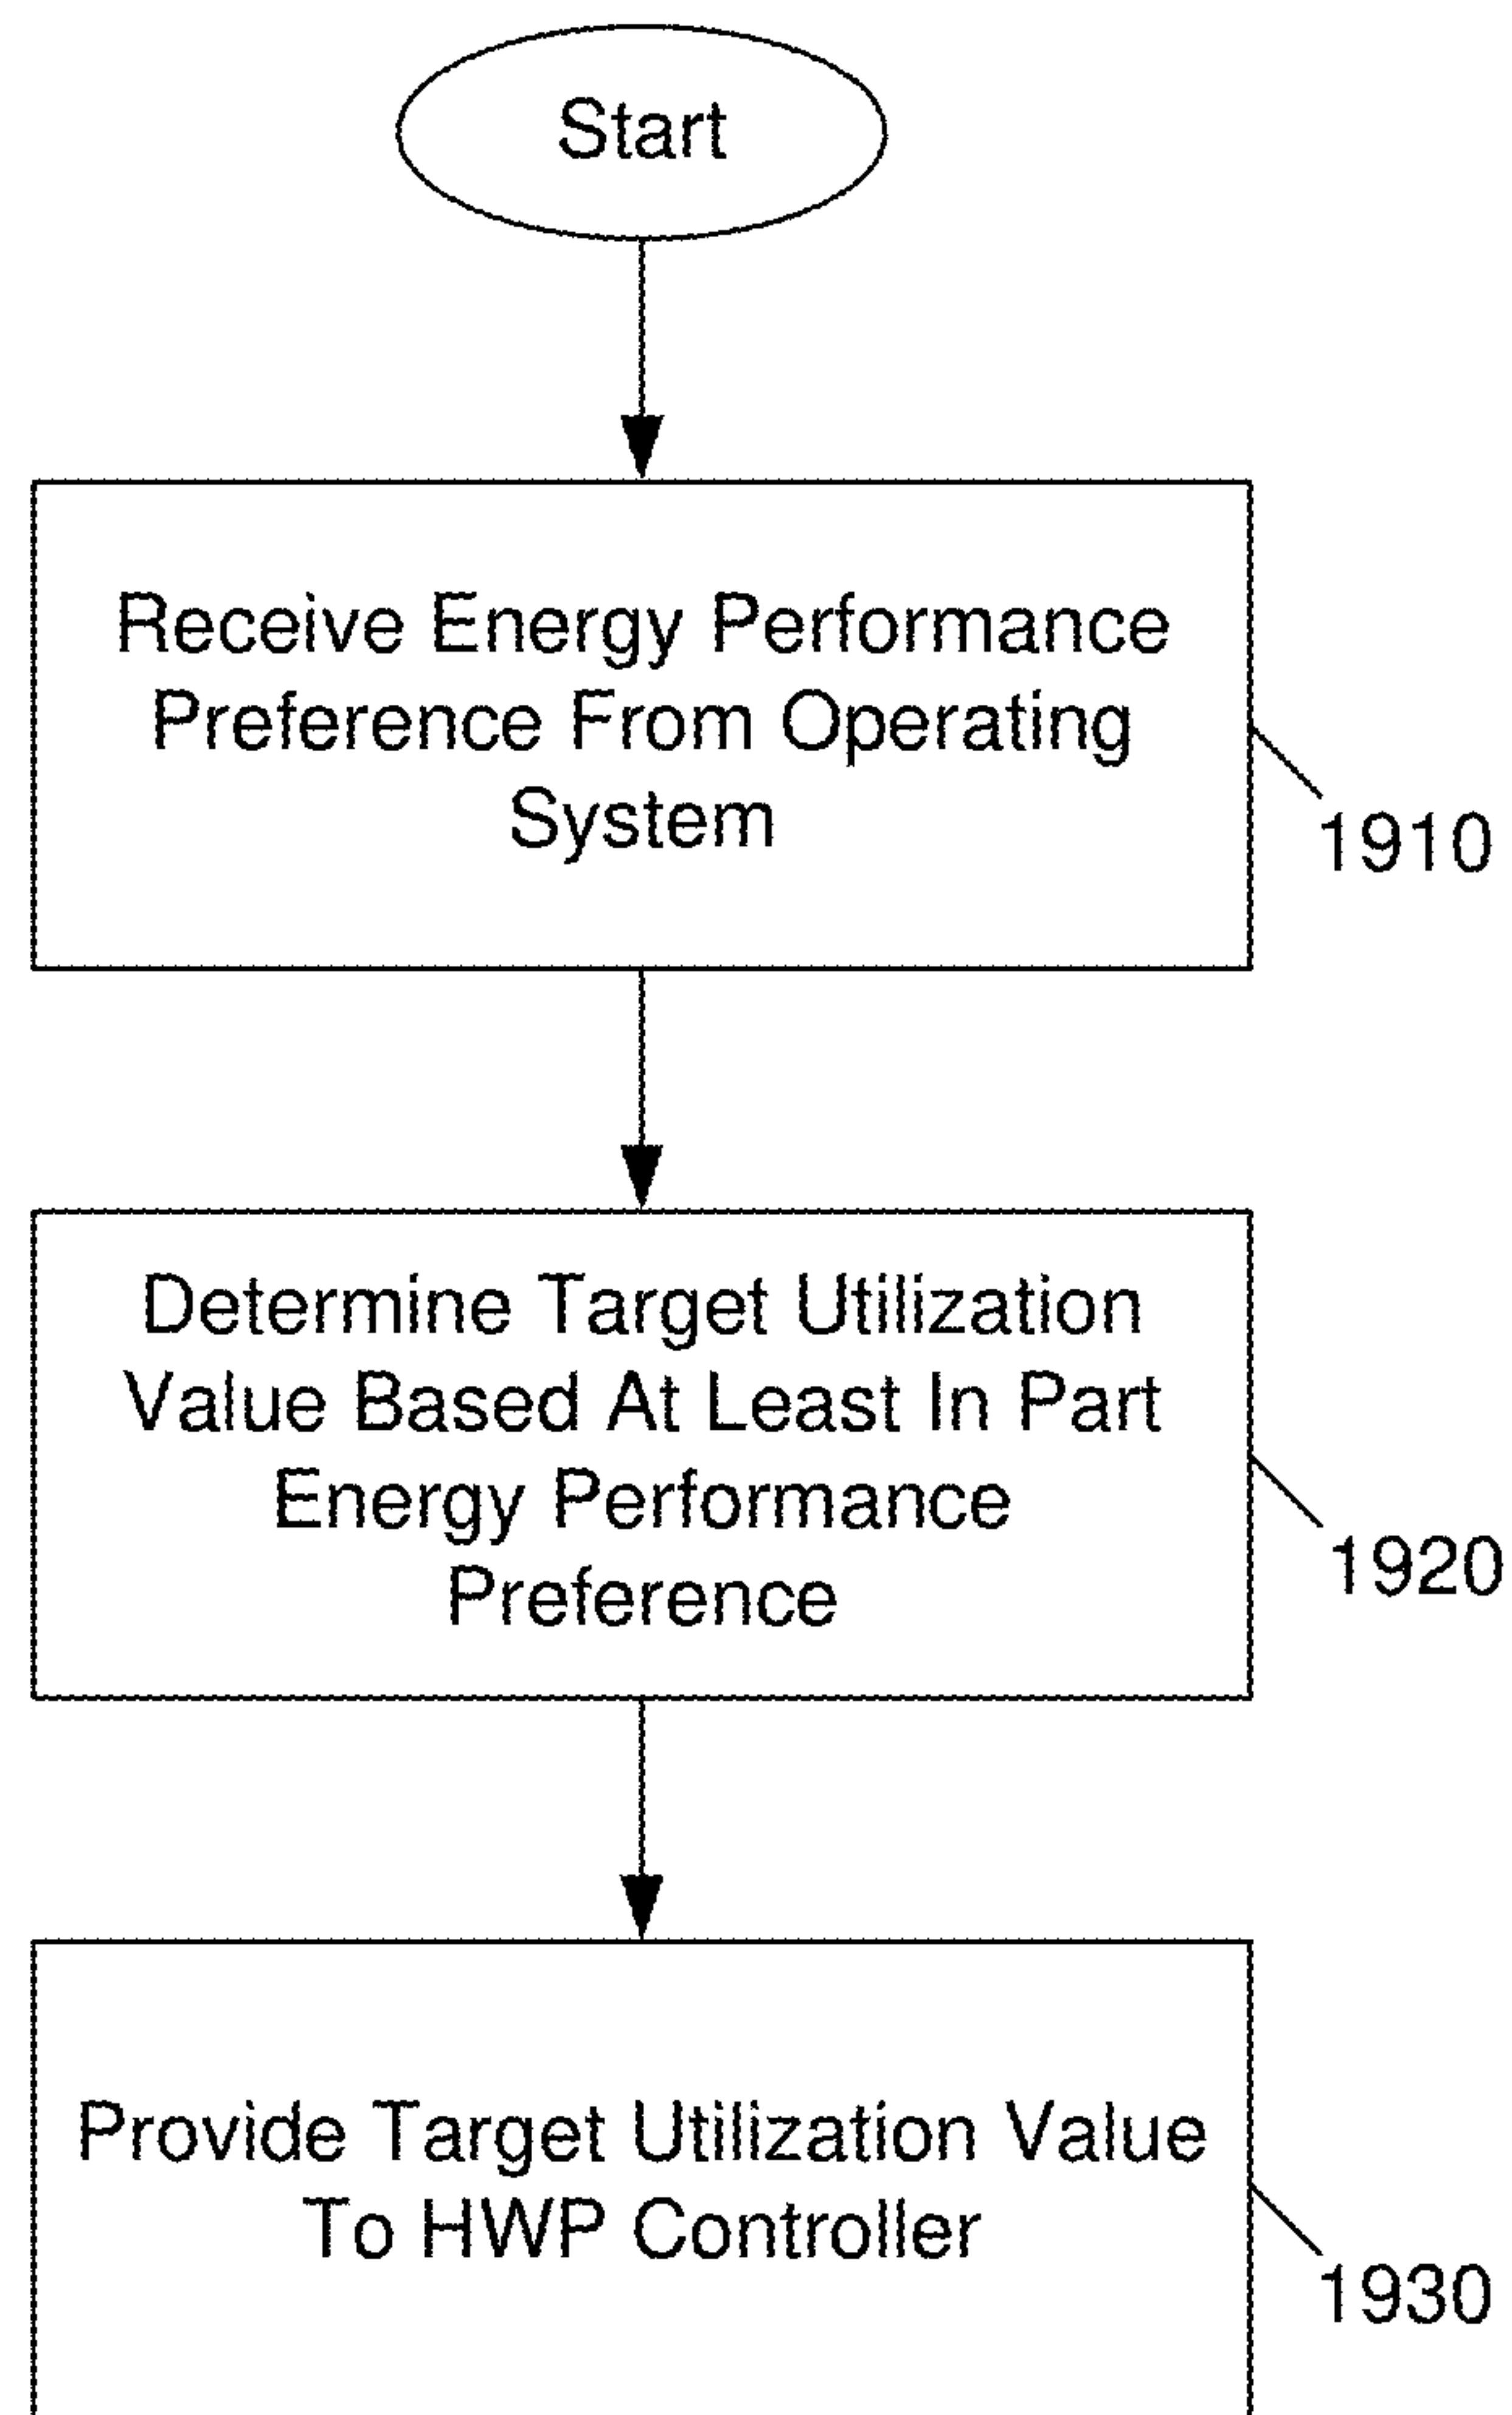 Start
Receive Energy Performance
Preference From Operating
System
1910
Determine Target Utilization
Value Based At Least In Part
Energy Performance
Preference
1920
Provide Target Utilization Value
To HWP Controller
1930